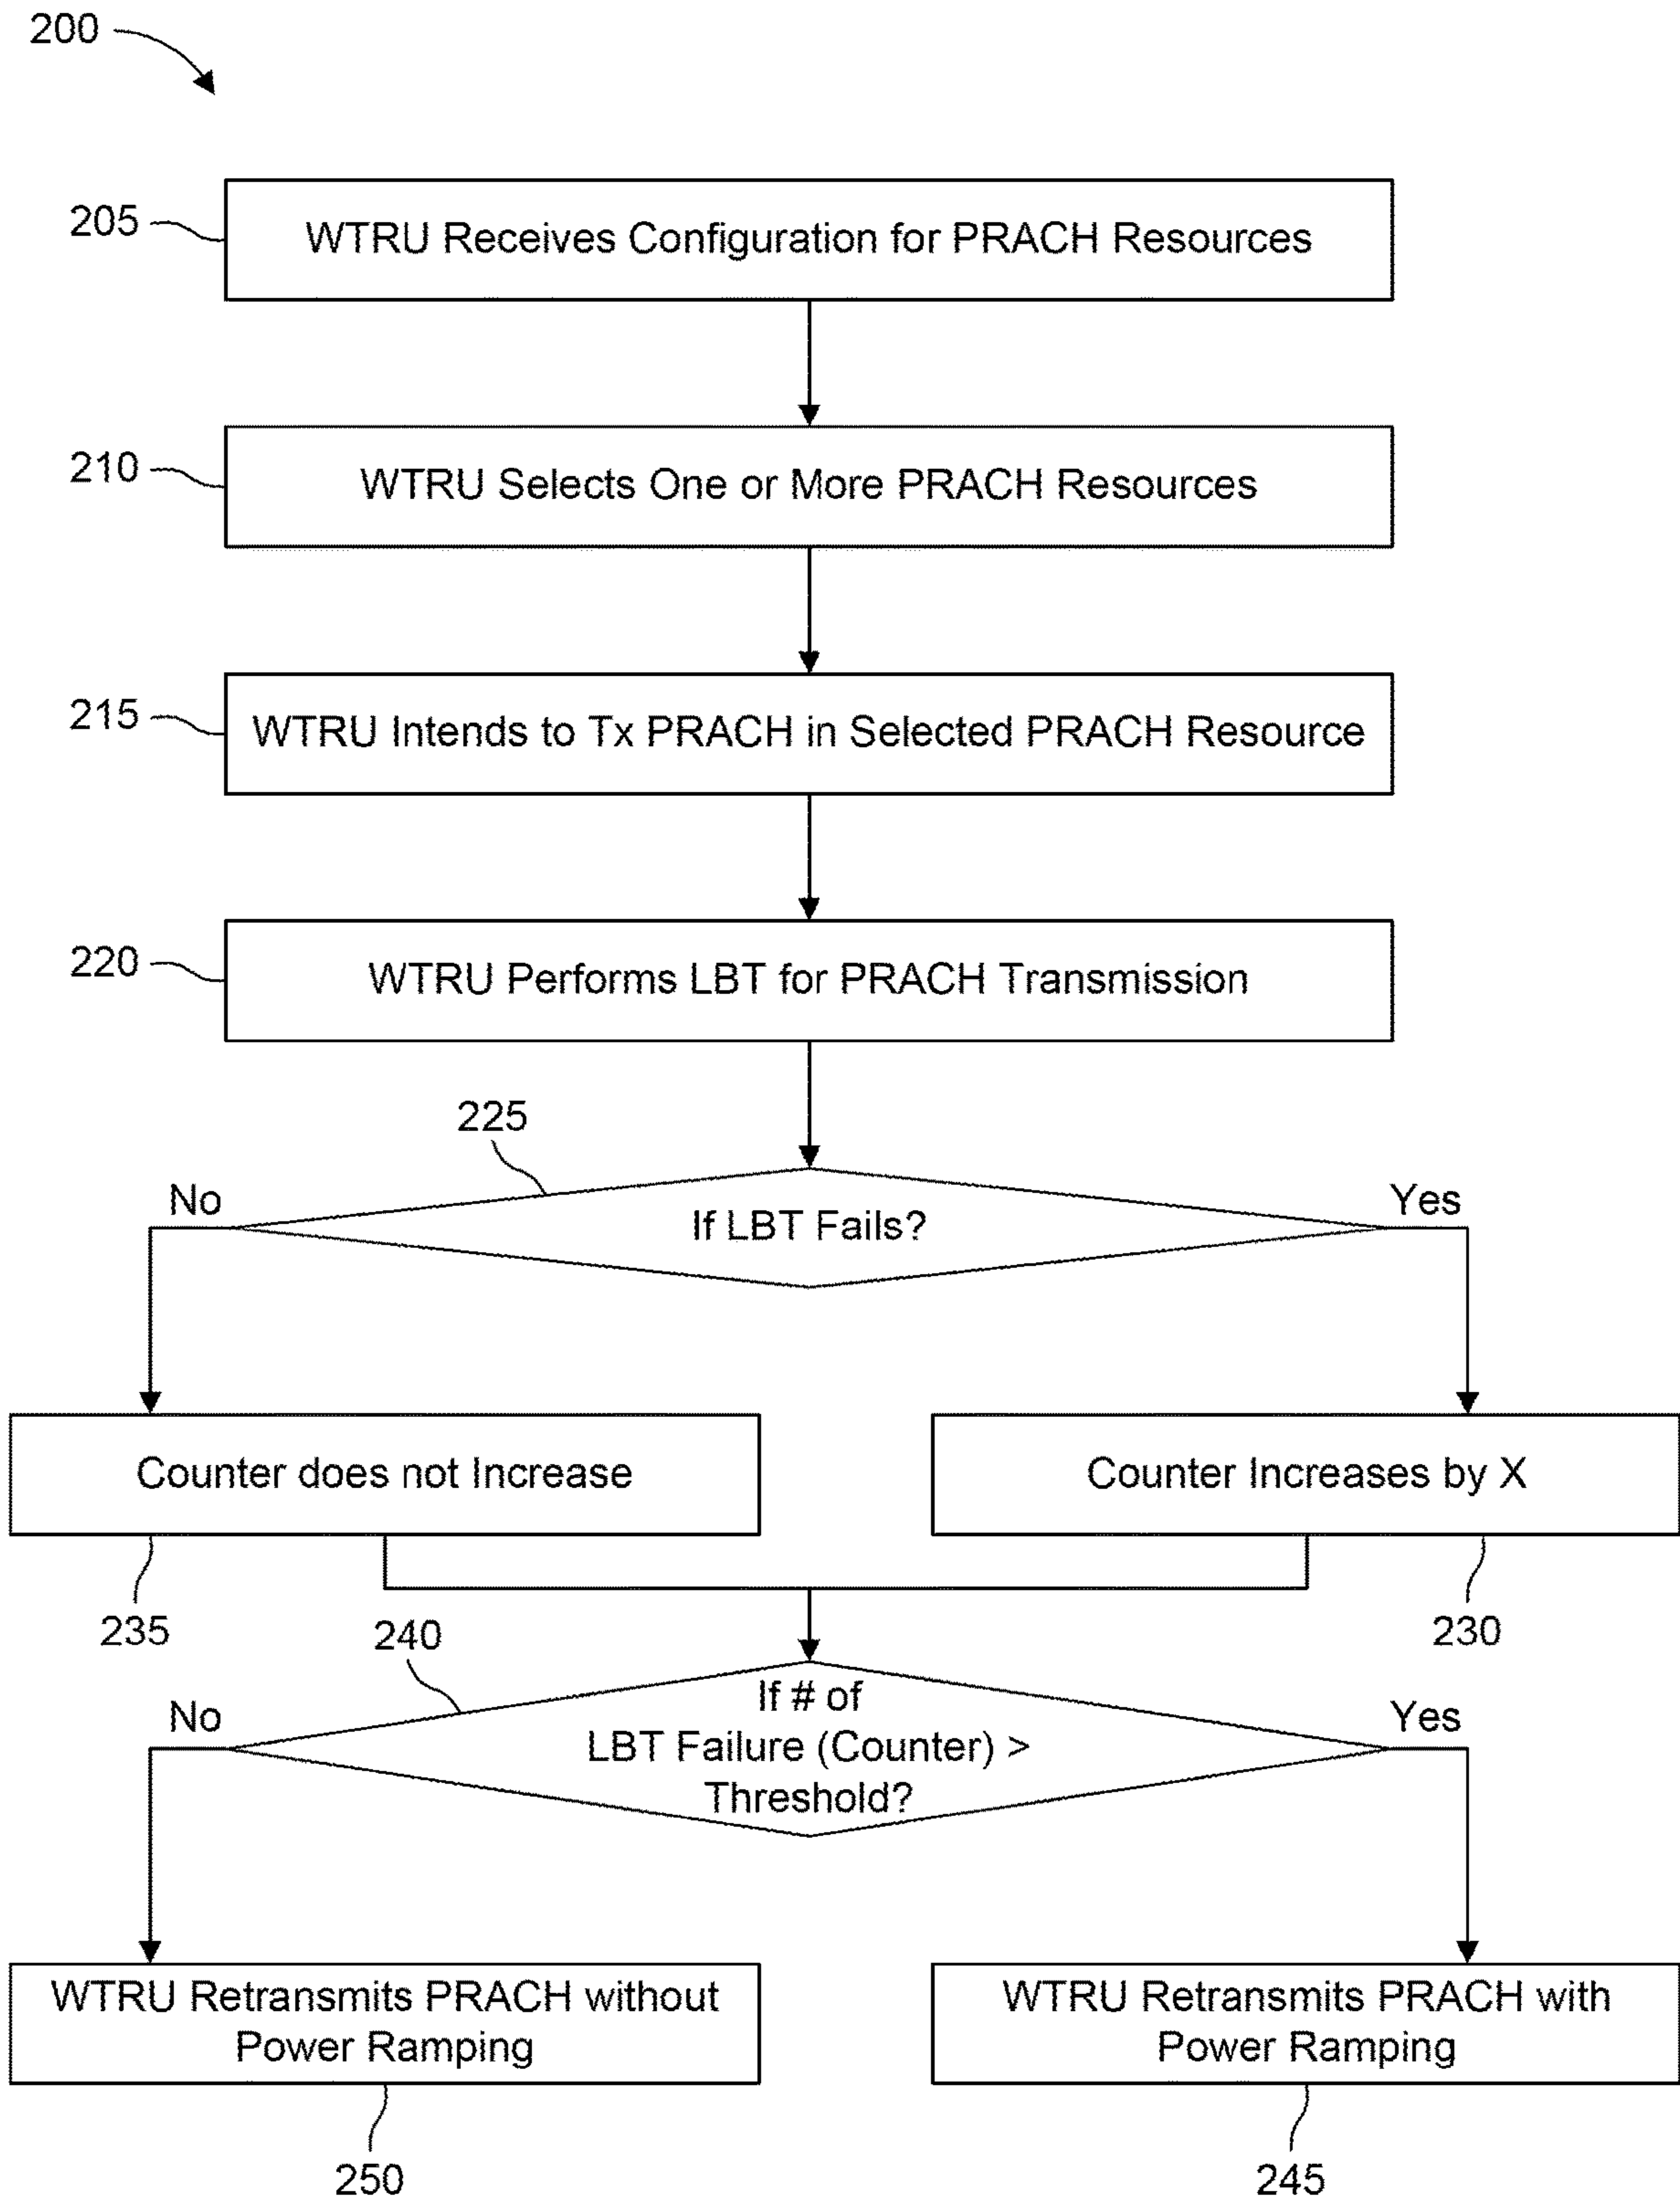 200
205
WTRU Receives Configuration for PRACH Resources
210
WTRU Selects One or More PRACH Resources
215
WTRU Intends to Tx PRACH in Selected PRACH Resource
220
WTRU Performs LBT for PRACH Transmission
225
No
If LBT Fails?
Yes
Counter does not Increase
Counter Increases by X
235
230
240
No
If # of
LBT Failure (Counter) >
Threshold?
Yes
WTRU Retransmits PRACH without
Power Ramping
WTRU Retransmits PRACH with
Power Ramping
250
245